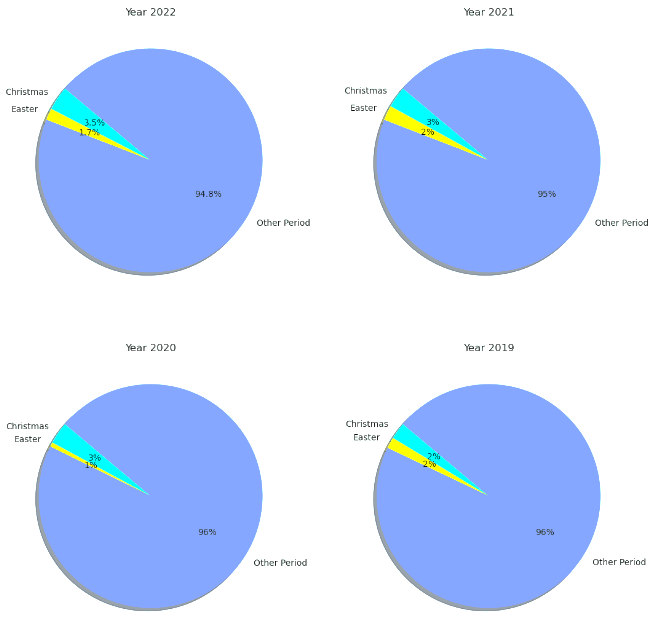 Year 2022
Christmas
Easter
3.5%
1.7%
94.8%
Other Period
Year 2021
Christmas
Easter
3%
2%
95%
Other Period
Year 2020
Christmas
Easter
3%
1%
96%
Other Period
Year 2019
Christmas
Easter
2%
2%
96%
Other Period